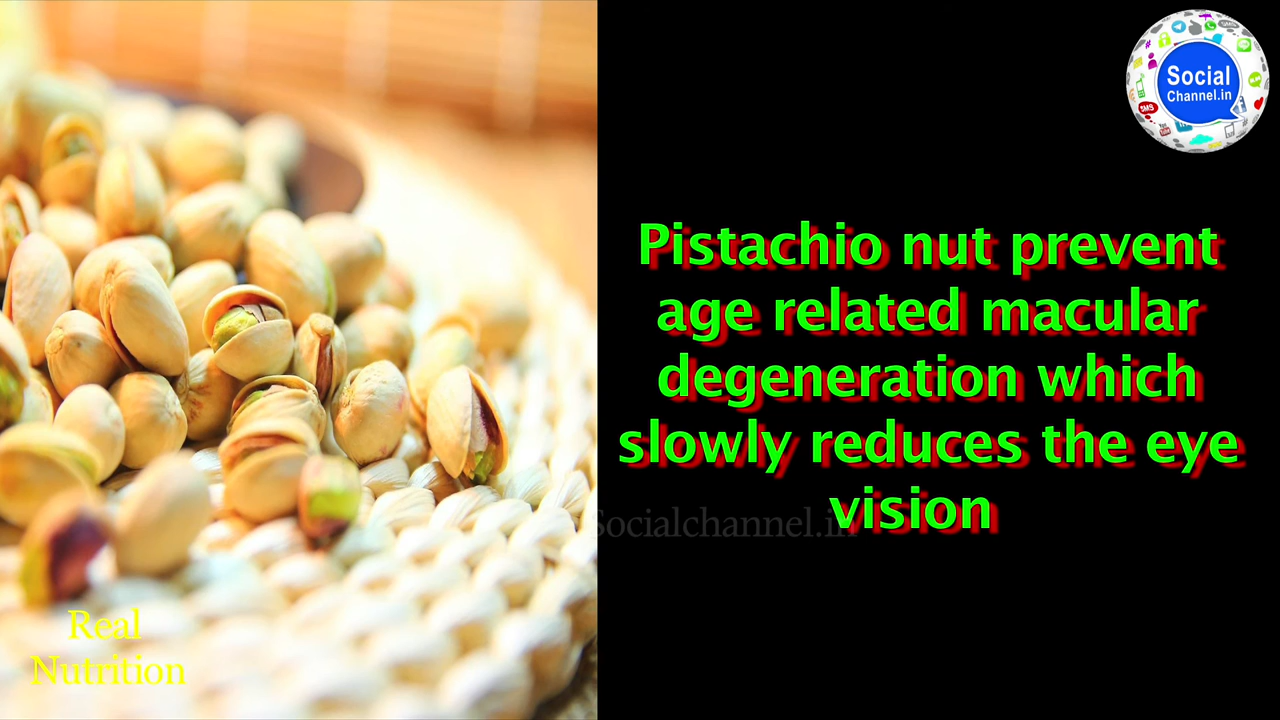 Social
Channel.in
Pistachio nut prevent
age related macular
degeneration which
slowly reduces the eye
vision
Socialchannel.in
Real
Nutrition